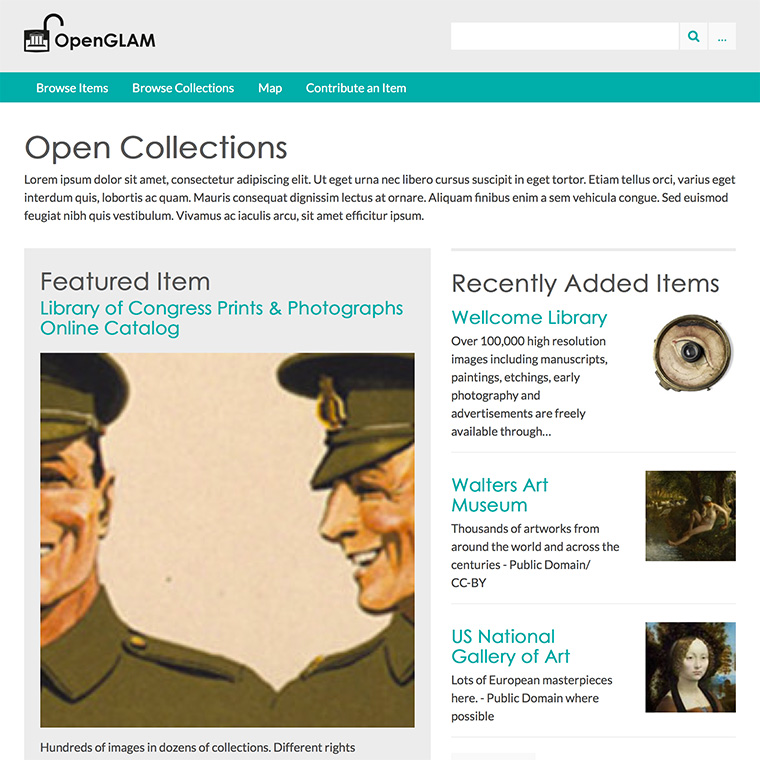 OpenGLAM
...
Browse Items Browse Collections Map Contribute an Item
Open Collections
Lorem ipsum dolor sit amet, consectetur adipiscing elit. Ut eget urna nec libero cursus suscipit in eget tortor. Etiam tellus orci, varius eget
interdum quis, lobortis ac quam. Mauris consequat dignissim lectus at ornare. Aliquam finibus enim a sem vehicula congue. Sed euismod
feugiat nibh quis vestibulum. Vivamus ac iaculis arcu, sit amet efficitur ipsum.
Featured Item
Library of Congress Prints & Photographs
Online Catalog
Hundreds of images in dozens of collections. Different rights
Recently Added Items
Wellcome Library
Over 100,000 high resolution
images including manuscripts,
paintings, etchings, early
photography and
advertisements are freely
available through...
Walters Art
Museum
Thousands of artworks from
around the world and across the
centuries - Public Domain/
CC-BY
US National
Gallery of Art
Lots of European masterpieces
here. - Public Domain where
possible